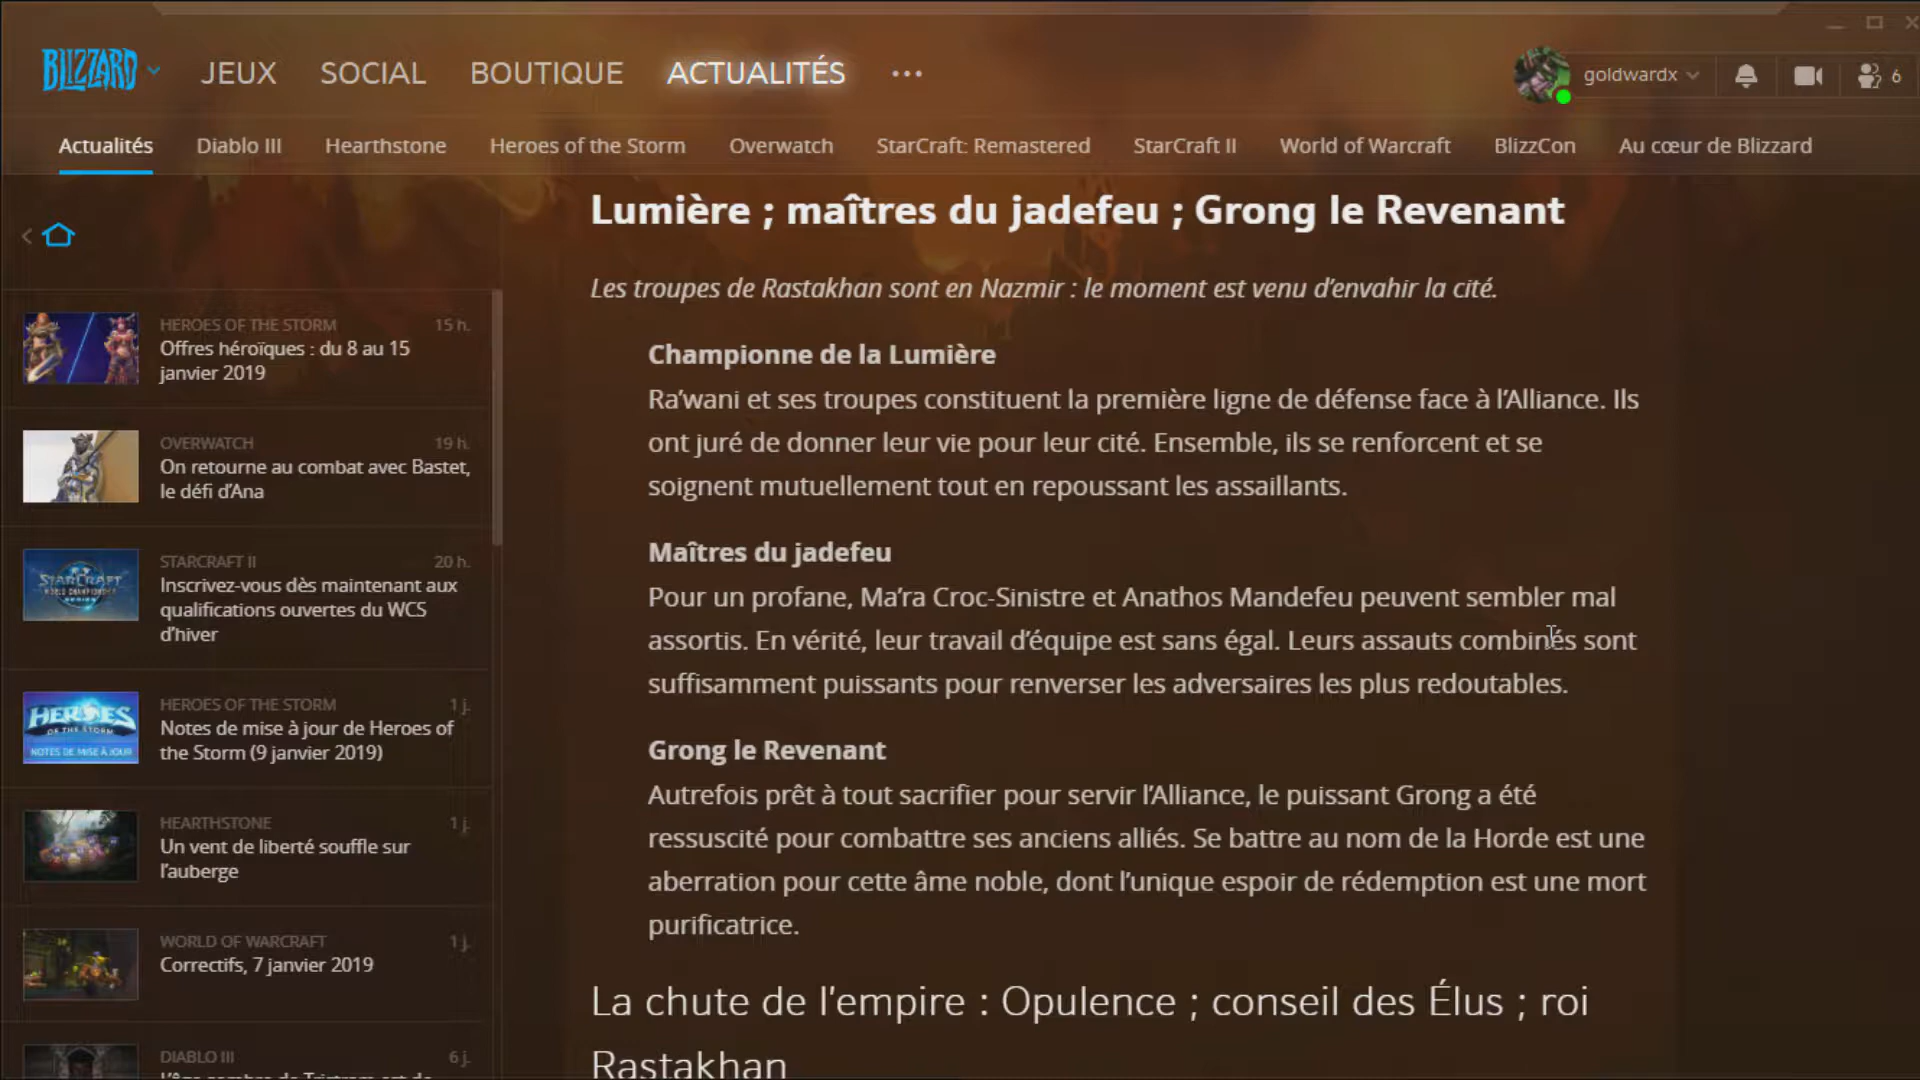 BLIZZARD
JEUX
SOCIAL
BOUTIQUE
ACTUALITÉS
goldwardx
6
Actualités
Diablo III
Hearthstone
Heroes of the Storm
Overwatch
StarCraft: Remastered
StarCraft II
World of Warcraft
BlizzCon
Au cœur de Blizzard
HEROES OF THE STORM
15 h.
Offres héroïques : du 8 au 15
janvier 2019
OVERWATCH
19 h.
On retourne au combat avec Bastet,
le défi d’Ana
STARCRAFT
WORLD CHAMPIONSHIP
SERIES
STARCRAFT II
20 h.
Inscrivez-vous dès maintenant aux
qualifications ouvertes du WCS
d’hiver
HEROES
OF THE STORM
NOTES DE MISE À JOUR
HEROES OF THE STORM
1 j.
Notes de mise à jour de Heroes of
the Storm (9 janvier 2019)
HEARTHSTONE
1 j.
Un vent de liberté souffle sur
l’auberge
WORLD OF WARCRAFT
1 j.
Correctifs, 7 janvier 2019
DIABLO III
6 j.
Lumière ; maîtres du jadefeu ; Grong le Revenant
Les troupes de Rastakhan sont en Nazmir : le moment est venu d’envahir la cité.
Championne de la Lumière
Ra’wani et ses troupes constituent la première ligne de défense face à l’Alliance. Ils
ont juré de donner leur vie pour leur cité. Ensemble, ils se renforcent et se
soignent mutuellement tout en repoussant les assaillants.
Maîtres du jadefeu
Pour un profane, Ma’ra Croc-Sinistre et Anathos Mandefeu peuvent sembler mal
assortis. En vérité, leur travail d’équipe est sans égal. Leurs assauts combinés sont
suffisamment puissants pour renverser les adversaires les plus redoutables.
Grong le Revenant
Autrefois prêt à tout sacrifier pour servir l’Alliance, le puissant Grong a été
ressuscité pour combattre ses anciens alliés. Se battre au nom de la Horde est une
aberration pour cette âme noble, dont l’unique espoir de rédemption est une mort
purificatrice.
La chute de l’empire : Opulence ; conseil des Élus ; roi
Rastakhan